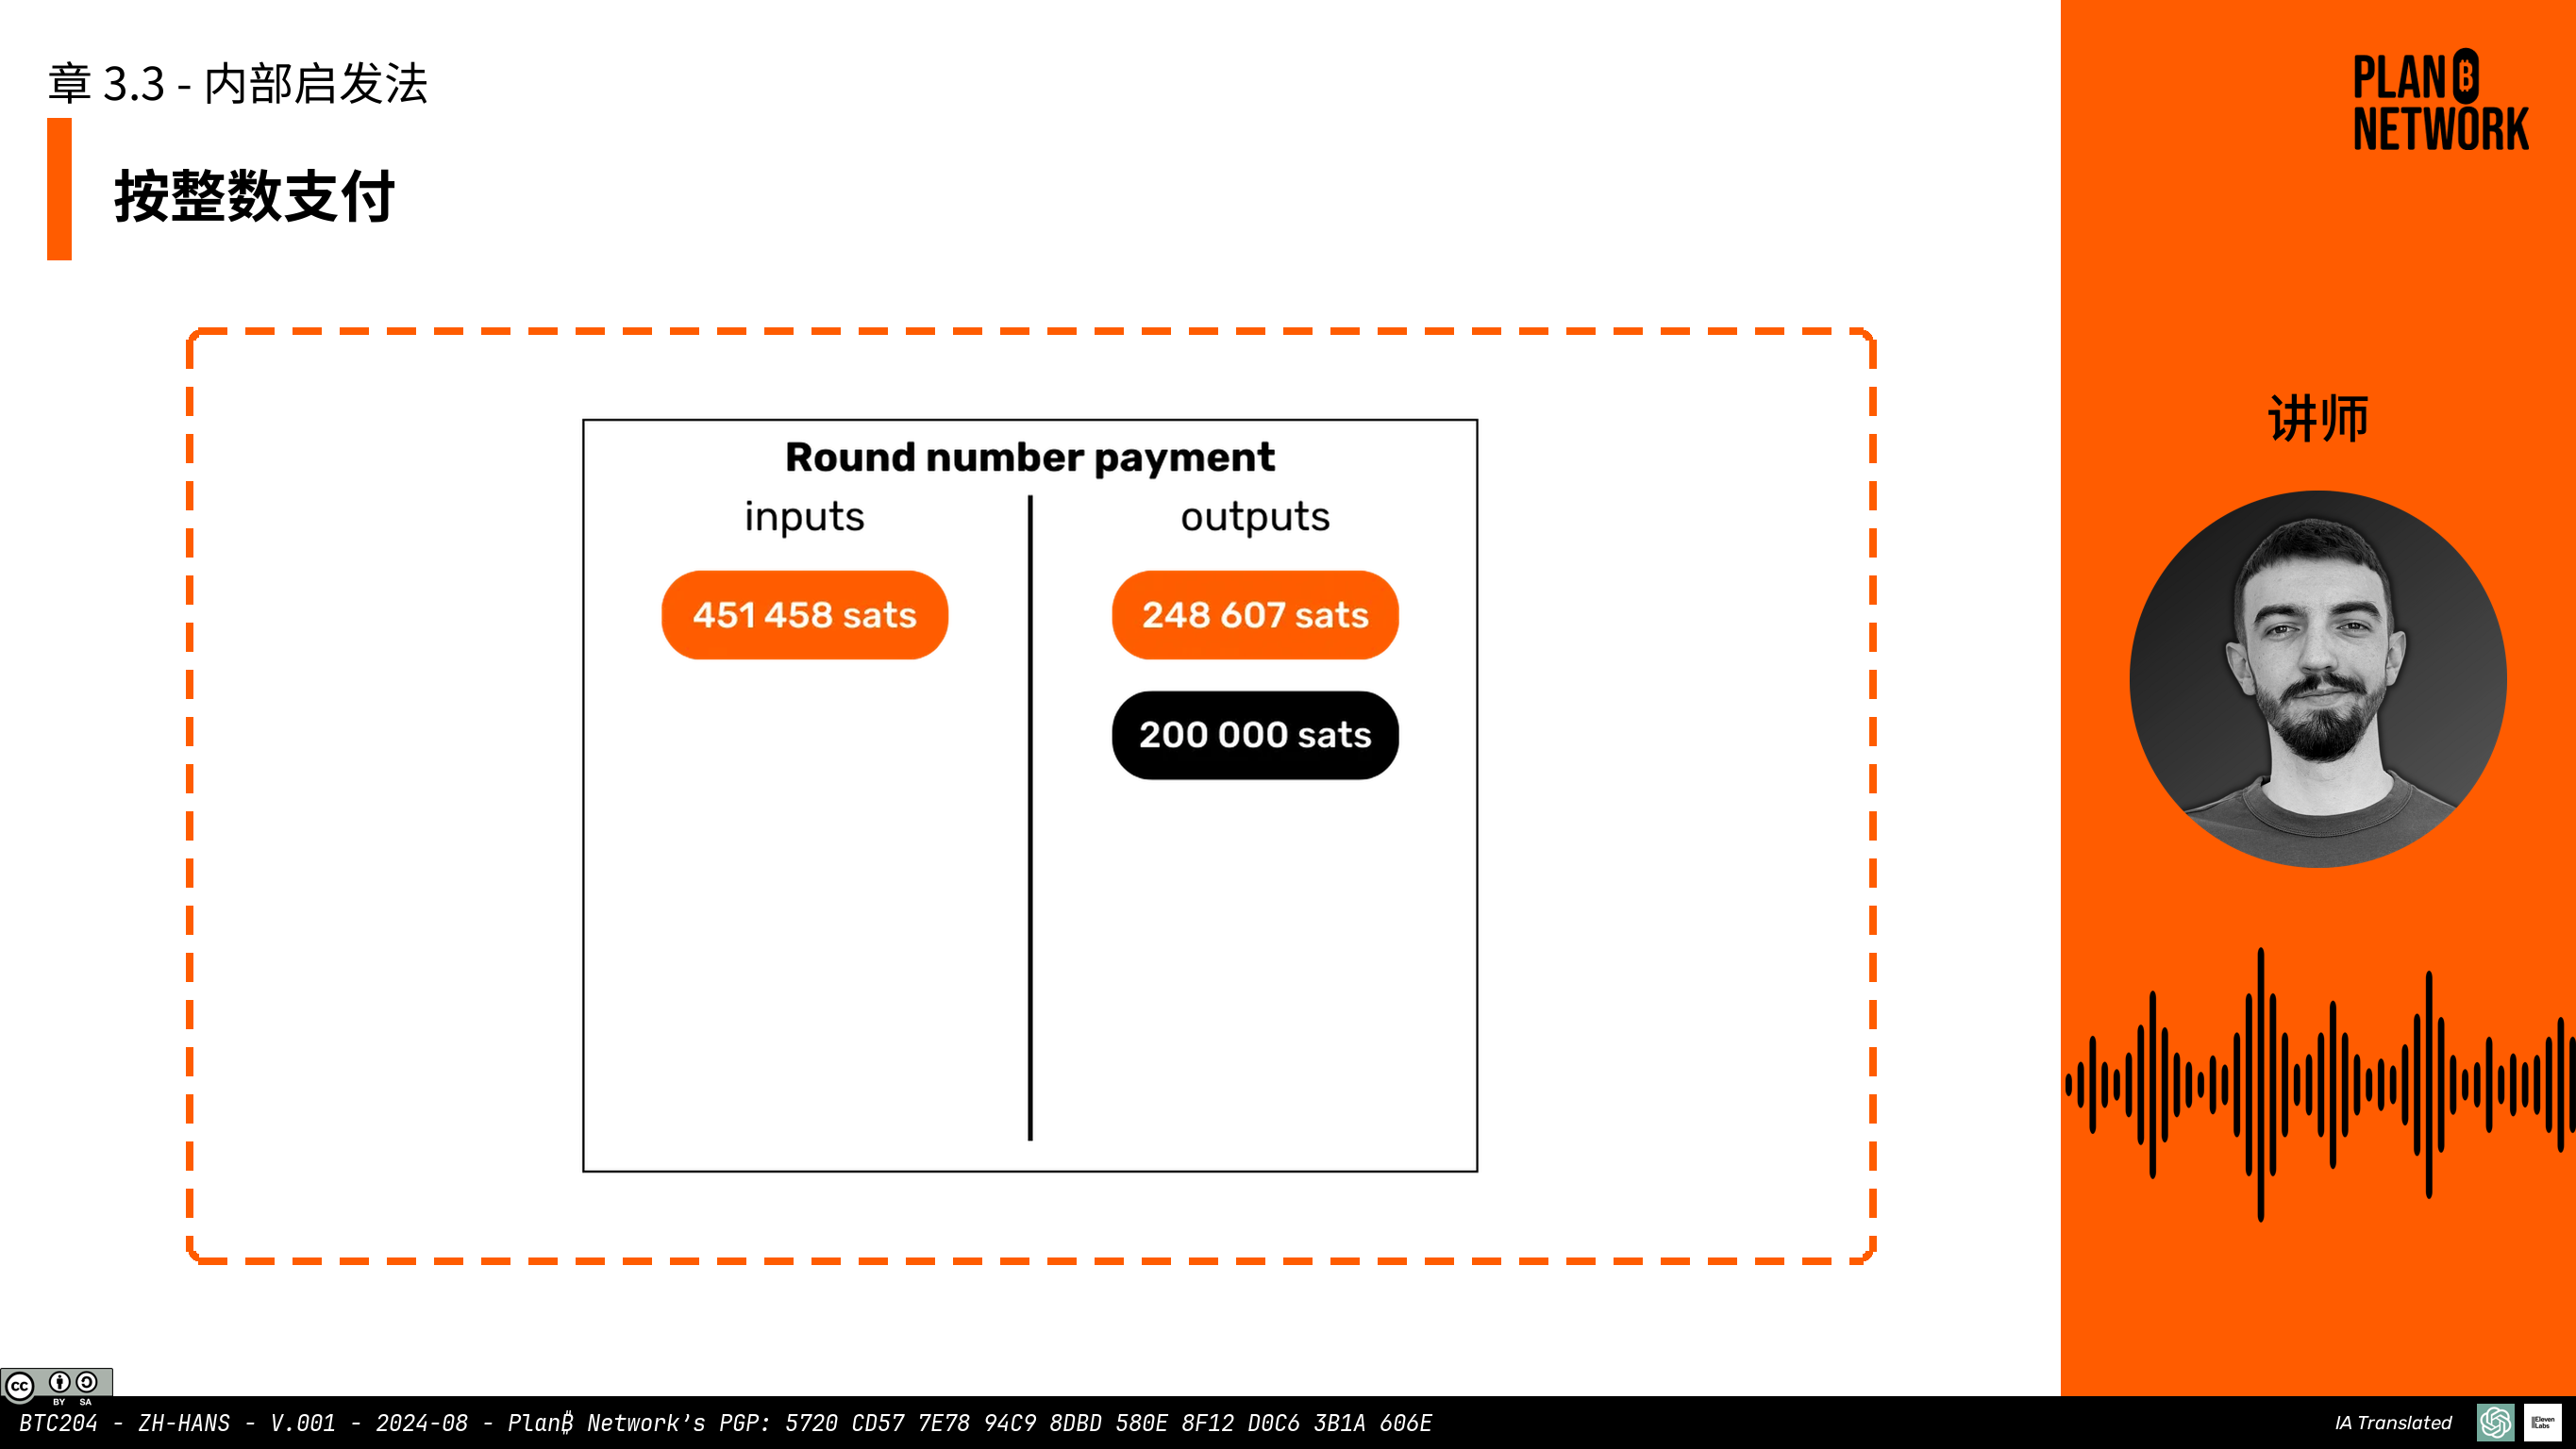 章 3.3 - 内部启发法
按整数支付
PLAN ₿
NETWORK
讲师
Round number payment
inputs
outputs
451 458 sats
248 607 sats
200 000 sats
cc
BY SA
BTC204 - ZH-HANS - V.001 - 2024-08 - Plan₿ Network's PGP: 5720 CD57 7E78 94C9 8DBD 580E 8F12 D0C6 3B1A 606E
IA Translated
ElevenLabs